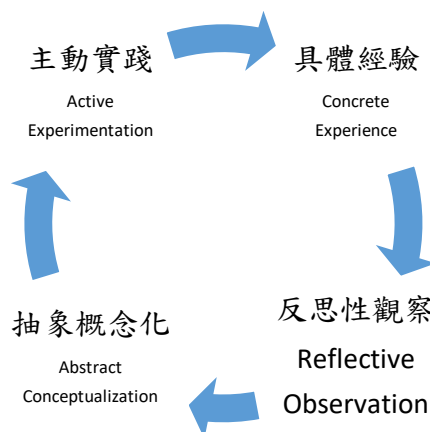 主動實踐
Active
Experimentation
具體經驗
Concrete
Experience
反思性觀察
Reflective
Observation
抽象概念化
Abstract
Conceptualization